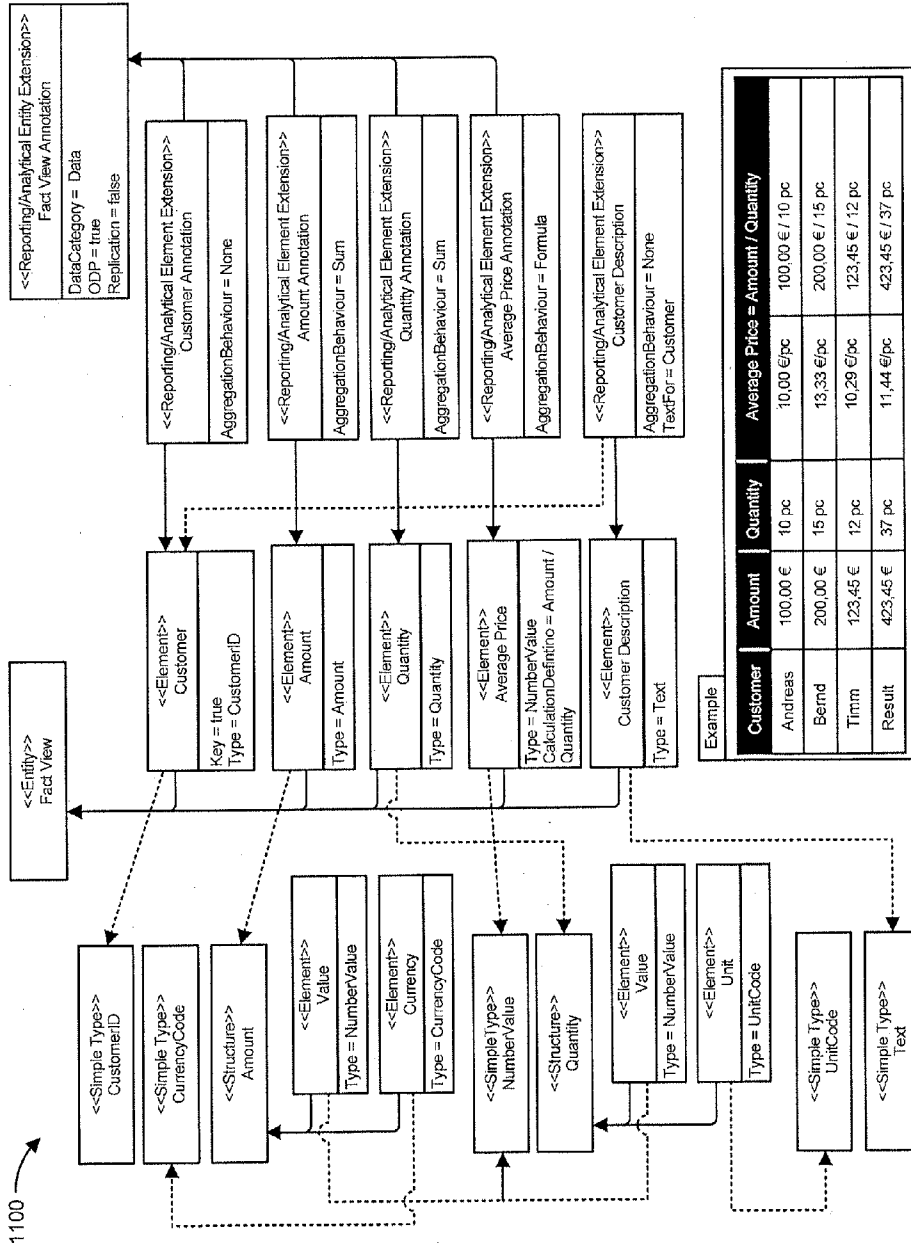 1100
<<Entity>>
Fact View
<<Reporting/Analytical Entity Extension>>
Fact View Annotation
DataCategory = Data
ODP = true
Replication = false
<<Simple Type>>
CustomerID
<<Simple Type>>
CurrencyCode
<<Structure>>
Amount
<<Element>>
Value
Type = NumberValue
<<Element>>
Currency
Type = CurrencyCode
<<SimpleType>>
NumberValue
<<Structure>>
Quantity
<<Element>>
Value
Type = NumberValue
<<Element>>
Unit
Type = UnitCode
<<Simple Type>>
UnitCode
<<Simple Type>>
Text
<<Element>>
Customer
Key = true
Type = CustomerID
<<Element>>
Amount
Type = Amount
<<Element>>
Quantity
Type = Quantity
<<Element>>
Average Price
Type = NumberValue
CalculationDefintino = Amount /
Quantity
<<Element>>
Customer Description
Type = Text
<<Reporting/Analytical Element Extension>>
Customer Annotation
AggregationBehaviour = None
<<Reporting/Analytical Element Extension>>
Amount Annotation
AggregationBehaviour = Sum
<<Reporting/Analytical Element Extension>>
Quantity Annotation
AggregationBehaviour = Sum
<<Reporting/Analytical Element Extension>>
Average Price Annotation
AggregationBehaviour = Formula
<<Reporting/Analytical Element Extension>>
Customer Description
AggregationBehaviour = None
TextFor = Customer
Example
Customer Amount Quantity Average Price = Amount / Quantity
Andreas 100,00 € 10 pc 10,00 €/pc 100,00 € / 10 pc
Bernd 200,00 € 15 pc 13,33 €/pc 200,00 € / 15 pc
Timm 123,45 € 12 pc 10,29 €/pc 123,45 € / 12 pc
Result 423,45 € 37 pc 11,44 €/pc 423,45 € / 37 pc